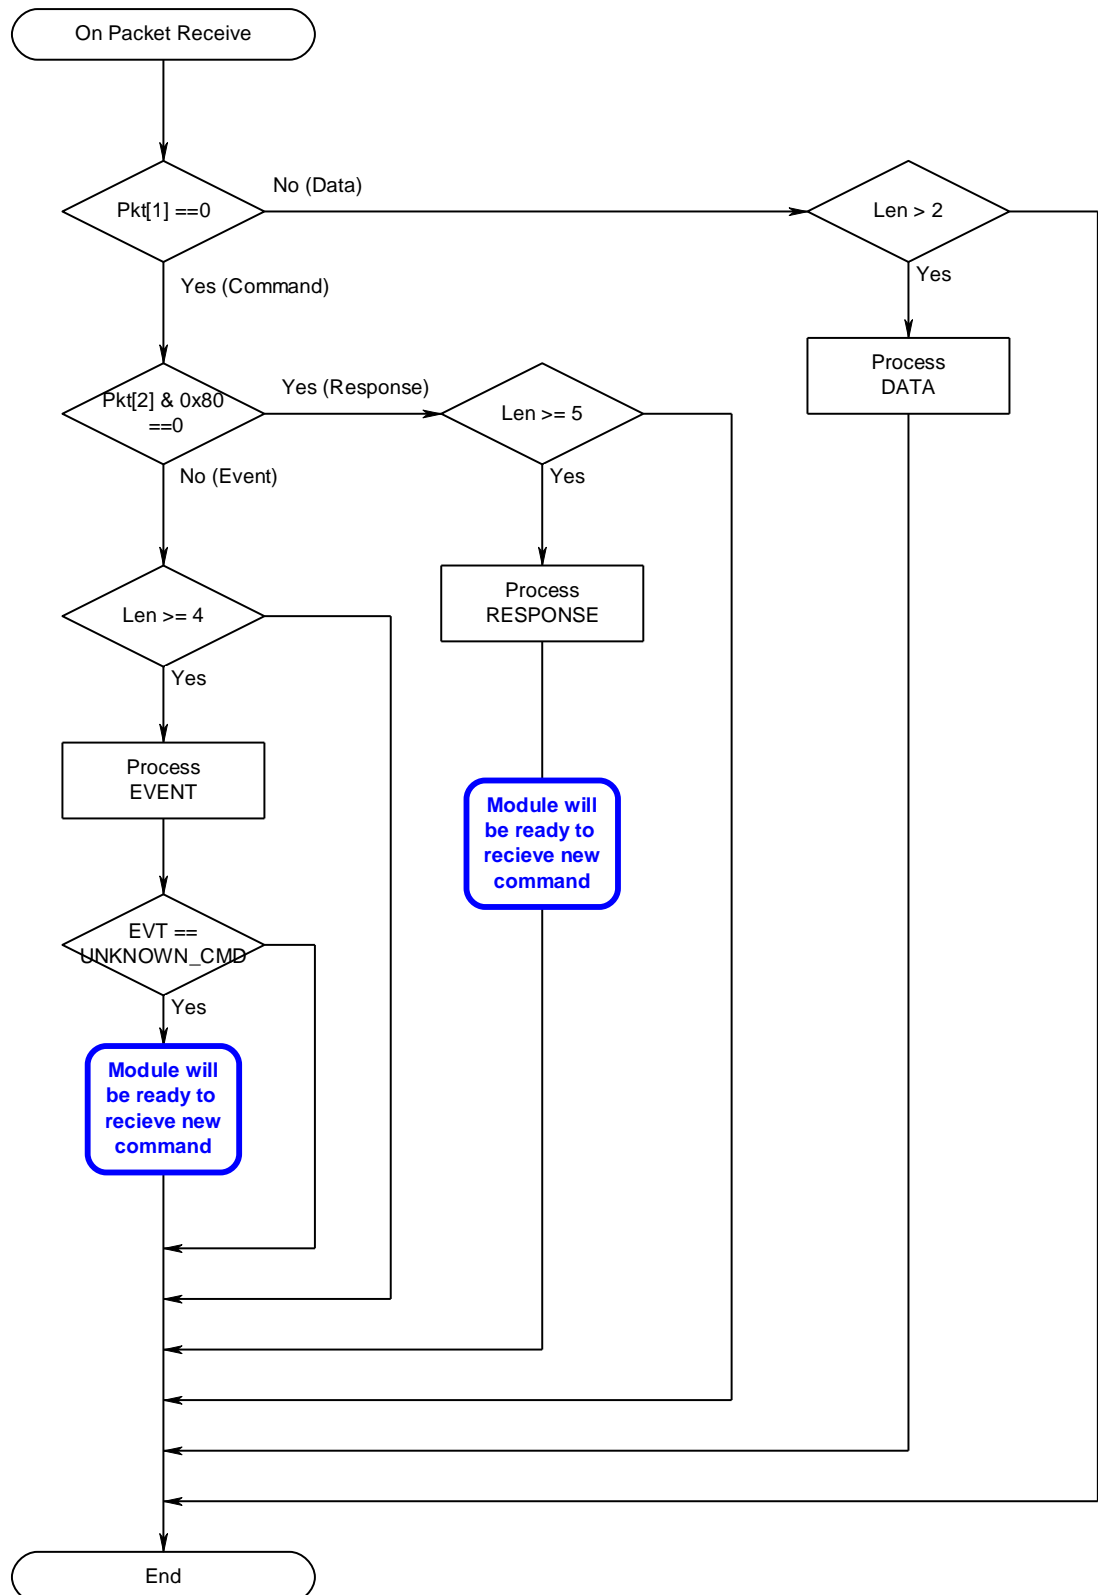 On Packet Receive
No (Data)
Pkt[1] ==0
Len > 2
Yes (Command)
Yes
Process
DATA
Pkt[2] & 0x80
==0
Yes (Response)
Len >= 5
No (Event)
Yes
Process
RESPONSE
Len >= 4
Yes
Process
EVENT
Module will
be ready to
recieve new
command
EVT ==
UNKNOWN_CMD
Yes
Module will
be ready to
recieve new
command
End